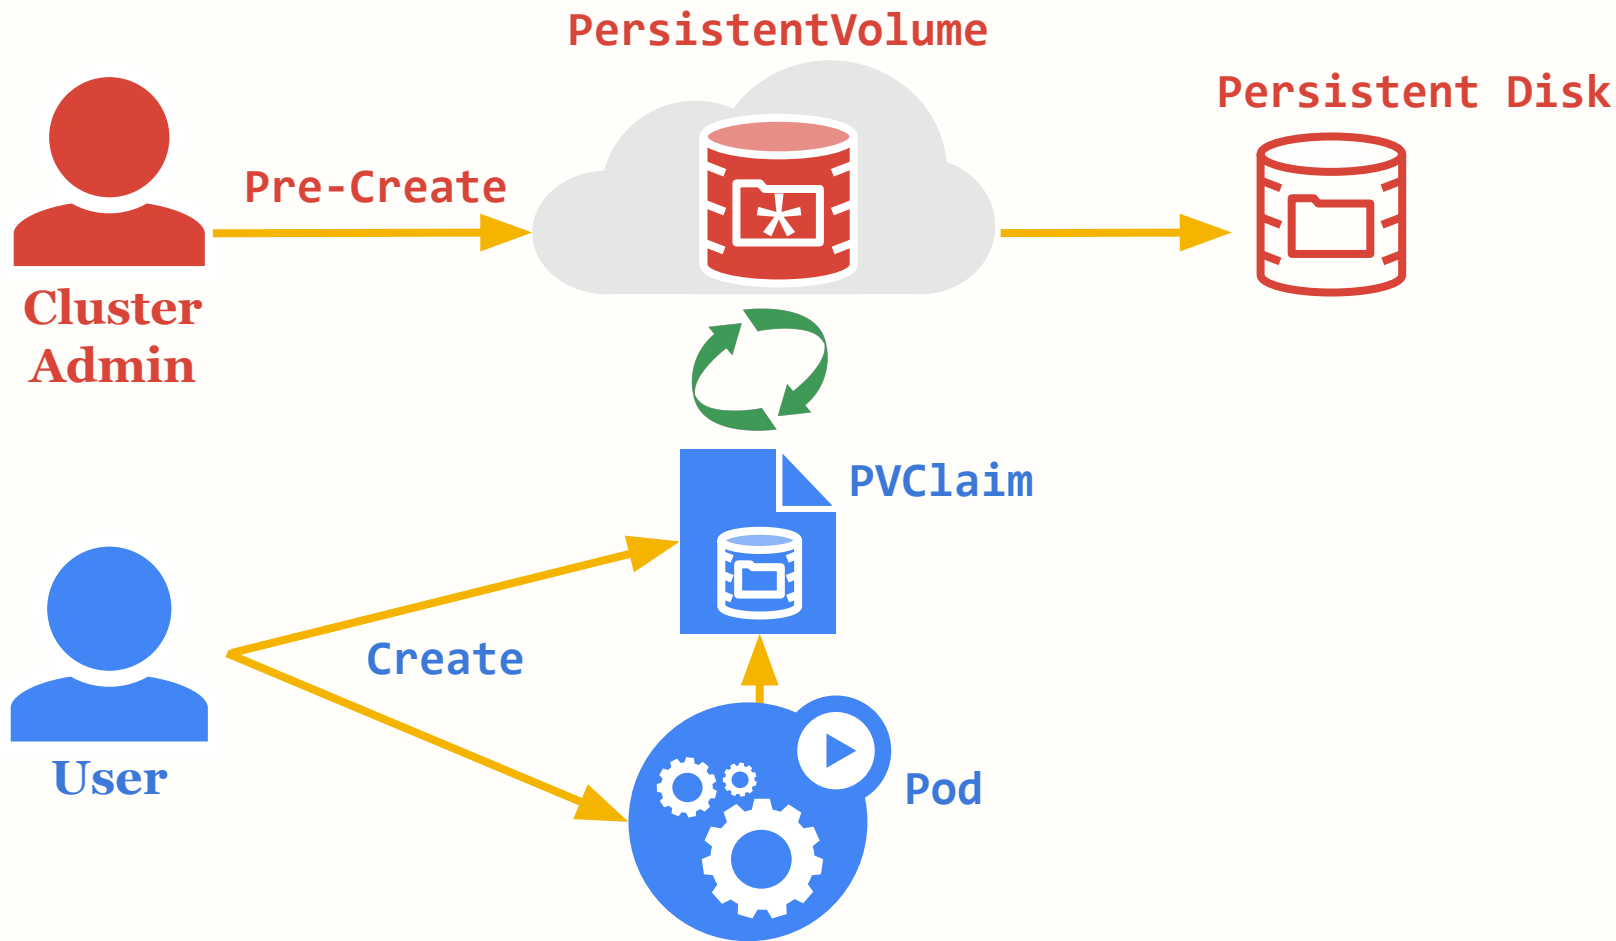 PersistentVolume
Persistent Disk
Pre-Create
Cluster
Admin
PVClaim
Create
User
Pod